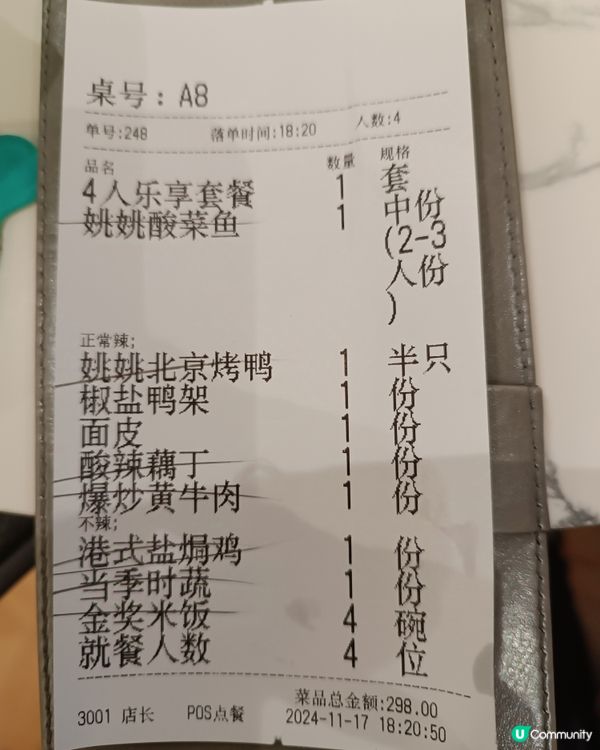 桌号: A8
单号:248 落单时间:18:20 人数:4
品名 数量 规格
4人乐享套餐 1 套
姚姚酸菜鱼 1 中份
(2-3
人份
)
正常辣;
姚姚北京烤鸭 1 半只
椒盐鸭架 1 份
面皮 1 份
酸辣藕丁 1 份
爆炒黄牛肉 1 份
不辣;
港式盐焗鸡 1 份
当季时蔬 1 份
金奖米饭 4 碗
就餐人数 4 位
菜品总金额:298.00
3001 店长 POS点餐 2024-11-17 18:20:50
U Community